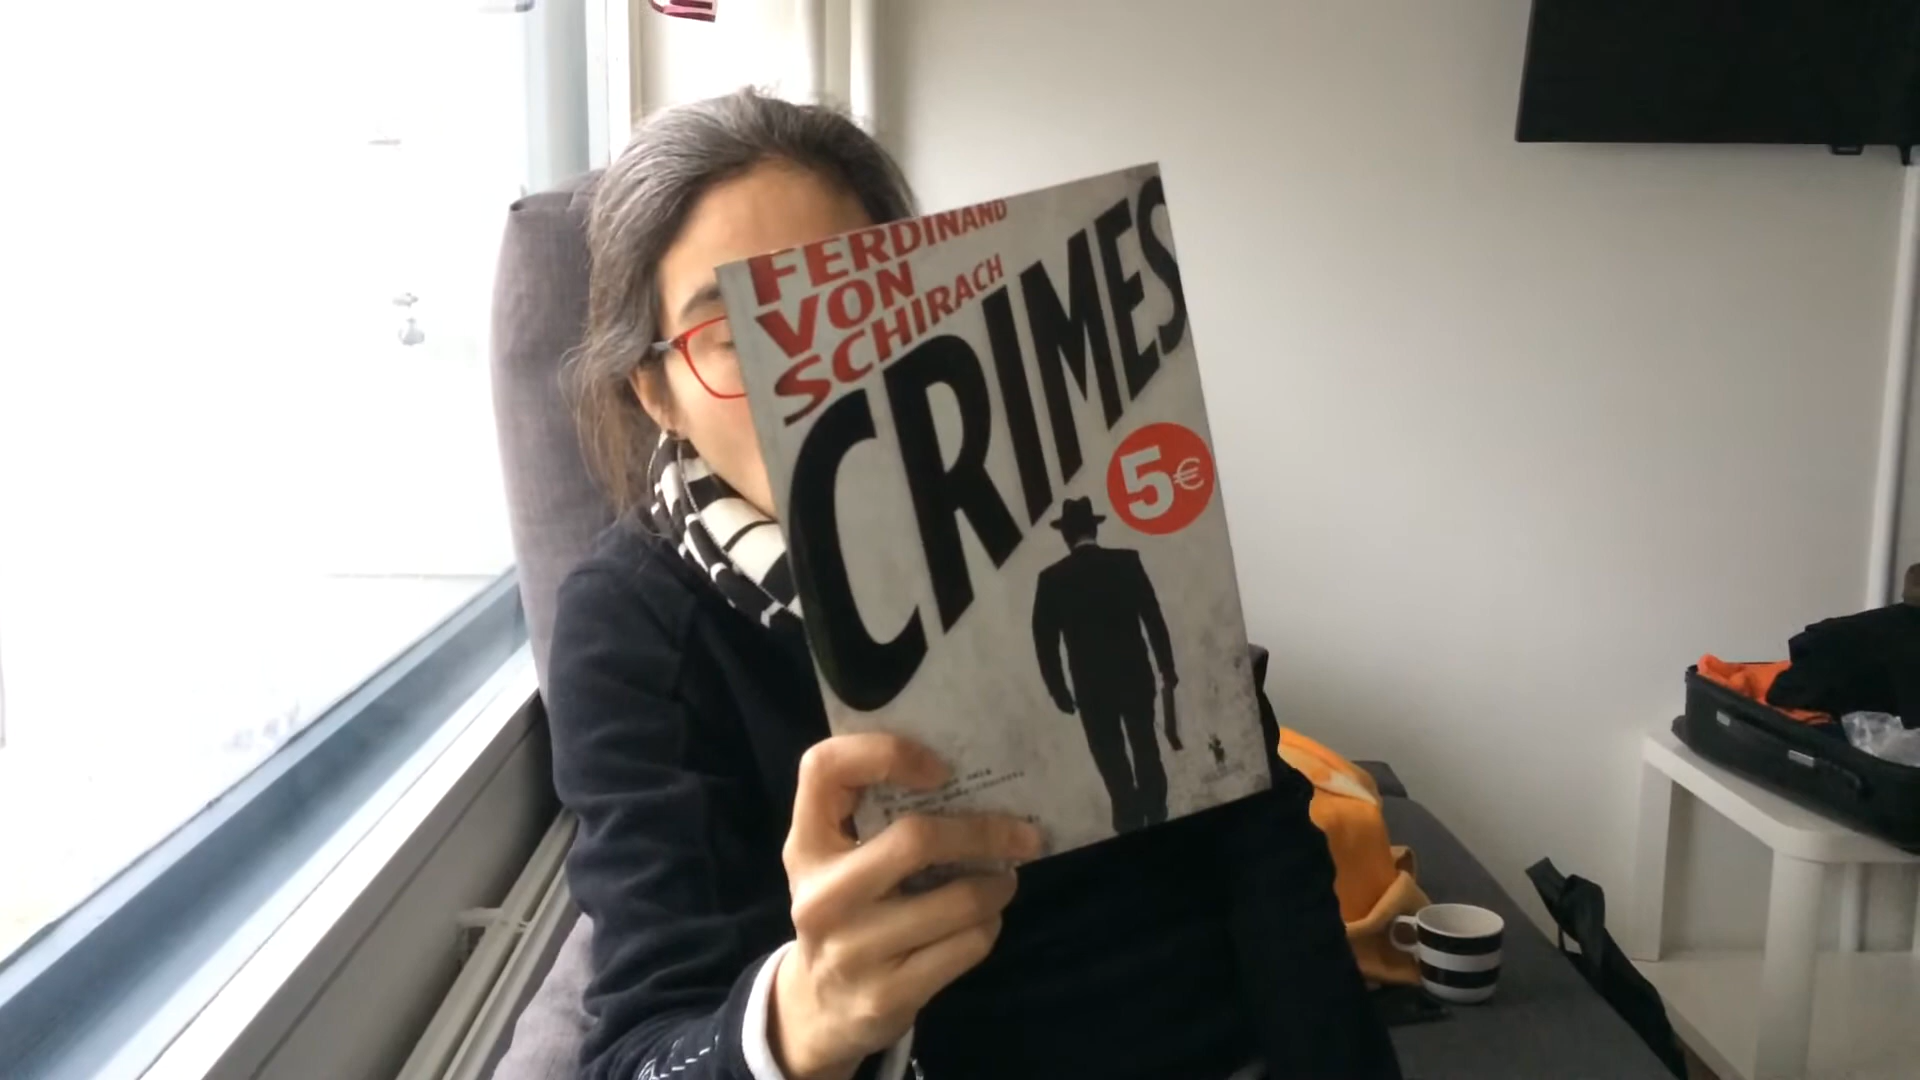 FERDINAND
VON
SCHIRACH
CRIMES
5€